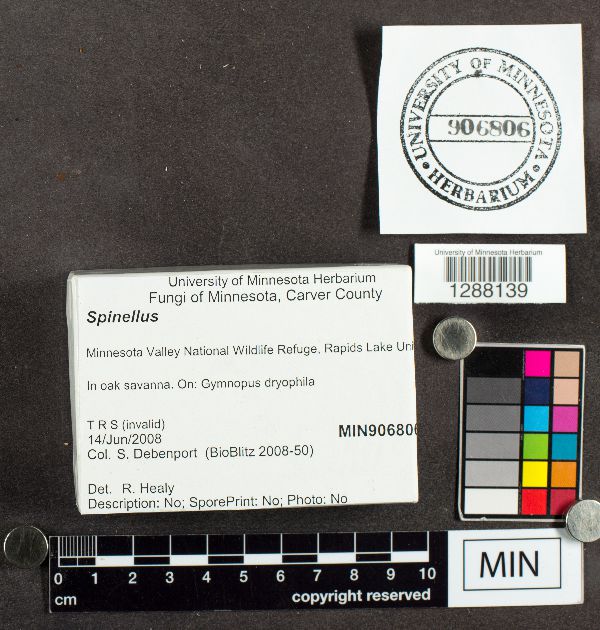 UNIVERSITY OF MINNESOTA
906806
HERBARIUM
University of Minnesota Herbarium
1288139
University of Minnesota Herbarium
Fungi of Minnesota, Carver County
Spinellus
Minnesota Valley National Wildlife Refuge, Rapids Lake Uni
In oak savanna. On: Gymnopus dryophila
T R S (invalid)
14/Jun/2008
MIN906806
Col. S. Debenport (BioBlitz 2008-50)
Det. R. Healy
Description: No; SporePrint: No; Photo: No
0 1 2 3 4 5 6 7 8 9 10
cm
copyright reserved
MIN